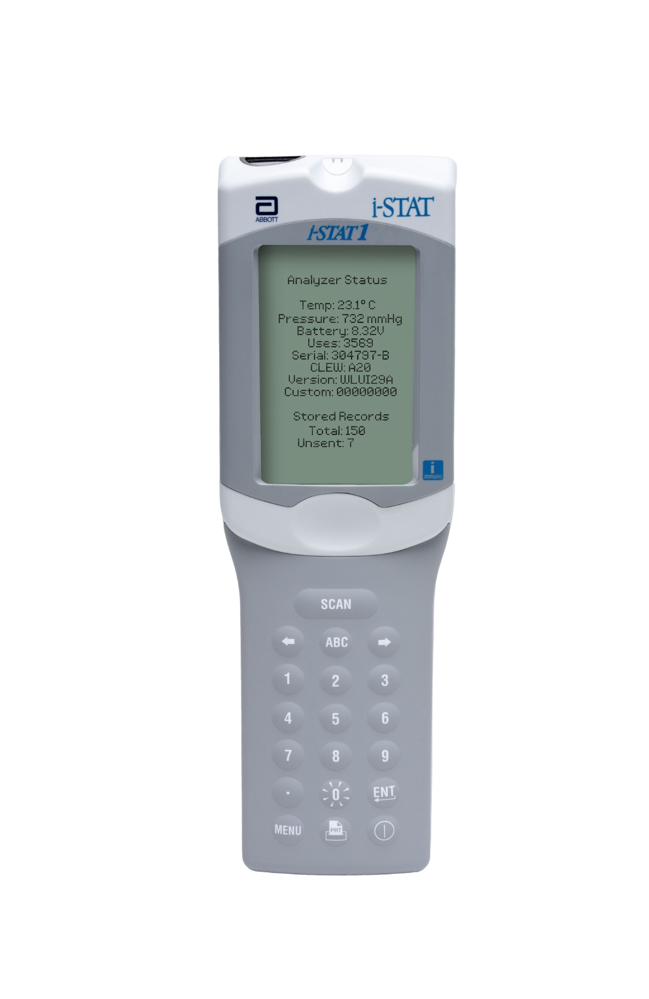 ABBOTT
i-STAT
i-STAT1
Analyzer Status
Temp: 23.1° C
Pressure: 732 mmHg
Battery: 8.32V
Uses: 3569
Serial: 304797-B
CLEW: A20
Version: WLUI29A
Custom: 00000000
Stored Records
Total: 150
Unsent: 7
i
immuno
SCAN
ABC
1 2 3
4 5 6
7 8 9
. 0 ENT
MENU PRT